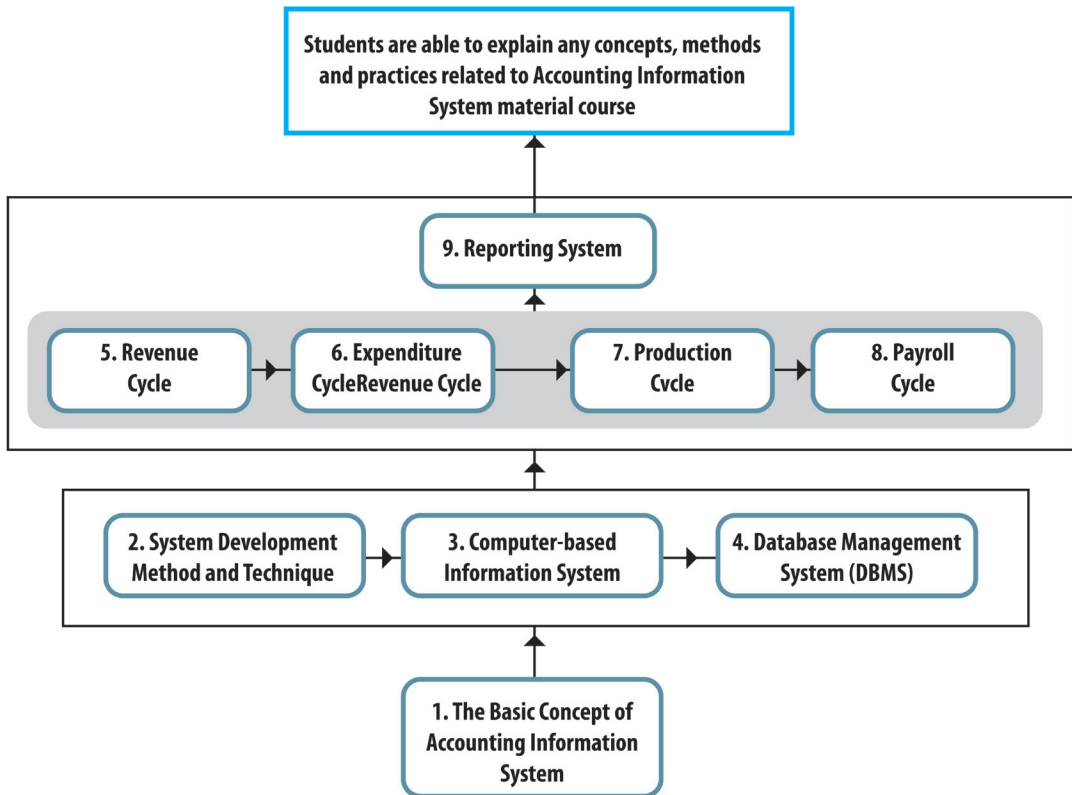 Students are able to explain any concepts, methods
and practices related to Accounting Information
System material course
9. Reporting System
5. Revenue
Cycle
6. Expenditure
CycleRevenue Cycle
7. Production
Cvcle
8. Payroll
Cycle
2. System Development
Method and Technique
3. Computer-based
Information System
4. Database Management
System (DBMS)
1. The Basic Concept of
Accounting Information
System